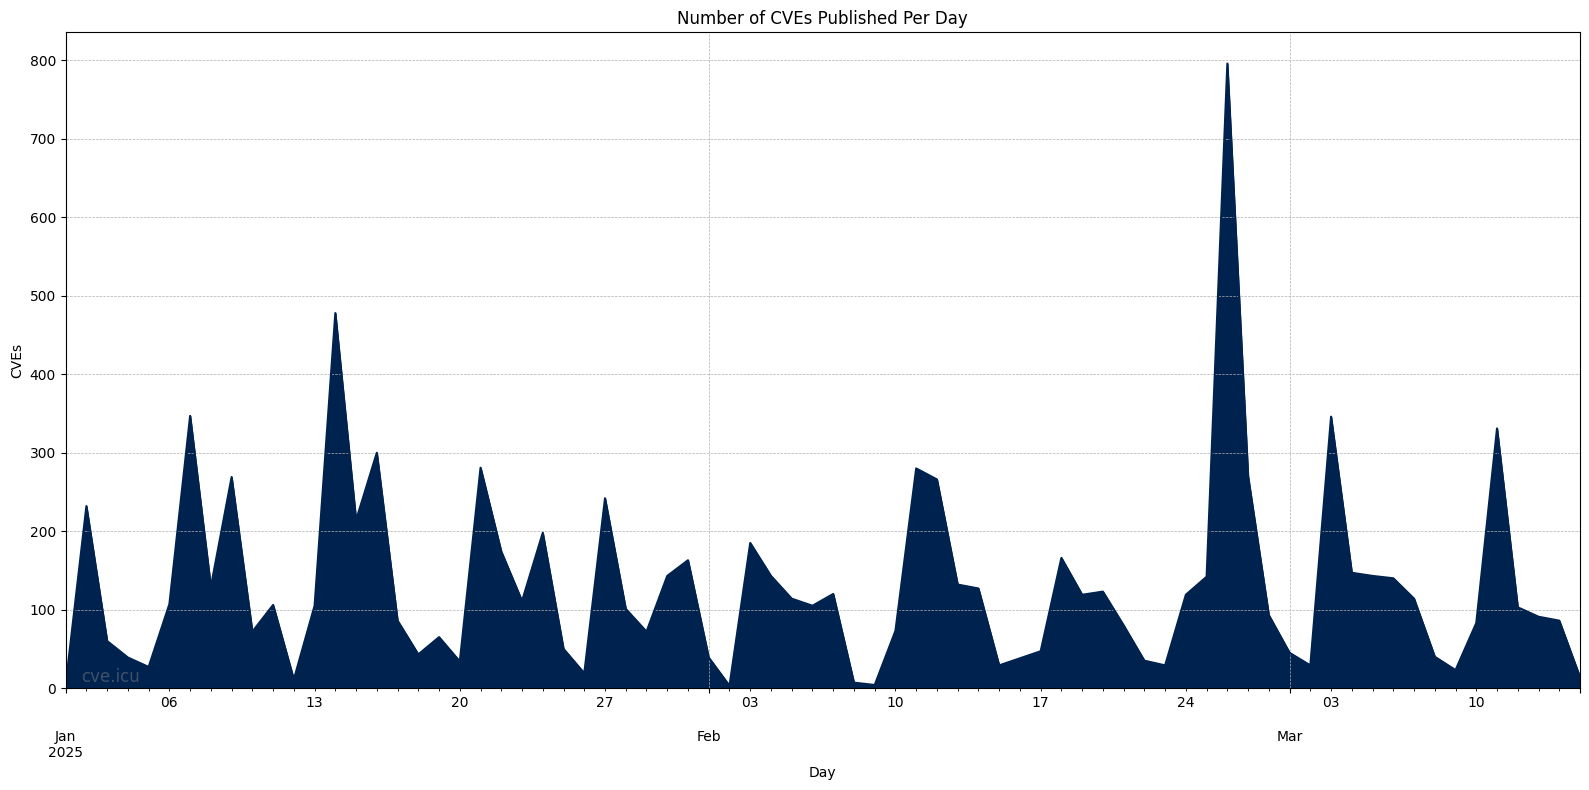 Number of CVEs Published Per Day
800
700
600
500
400
300
200
100
0
CVEs
cve.icu
06 13 20 27 03 10 17 24 03 10
Jan Feb Mar
2025
Day